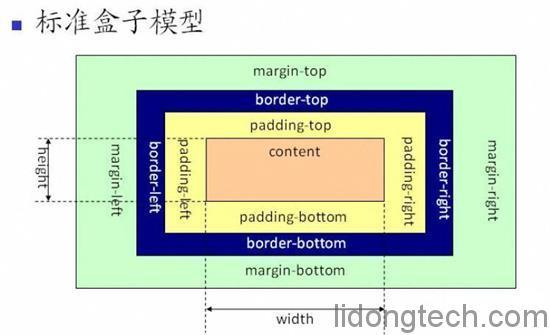 标准盒子模型
margin-top
border-top
padding-top
content
height
margin-left
border-left
padding-left
padding-right
border-right
margin-right
padding-bottom
border-bottom
margin-bottom
width
lidongtech.com